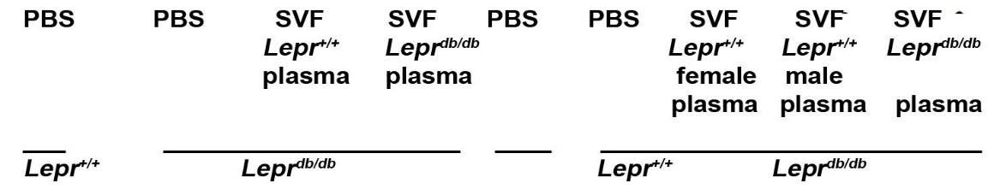 PBS PBS SVF SVF PBS PBS SVF SVF SVF
Lepr+/+ Leprdb/db Lepr+/+ Lepr+/+ Leprdb/db
plasma plasma female male
plasma plasma plasma
Lepr+/+ Leprdb/db Lepr+/+ Leprdb/db